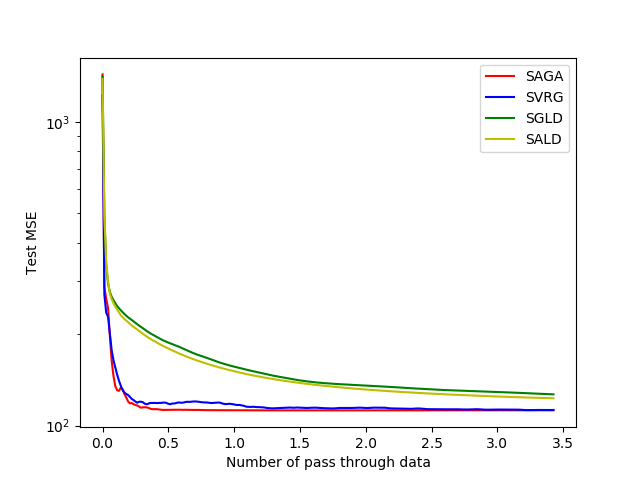 10³
10²
Test MSE
SAGA
SVRG
SGLD
SALD
0.0 0.5 1.0 1.5 2.0 2.5 3.0 3.5
Number of pass through data